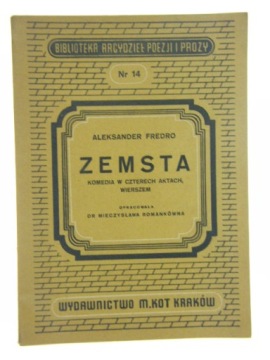 BIBLIOTEKA ARCYDZIEŁ POEZJI I PROZY
Nr 14
ALEKSANDER FREDRO
ZEMSTA
KOMEDIA W CZTERECH AKTACH,
WIERSZEM
OPRACOWAŁA
DR MIECZYSŁAWA ROMANKÓWNA
WYDAWNICTWO M.KOT KRAKÓW